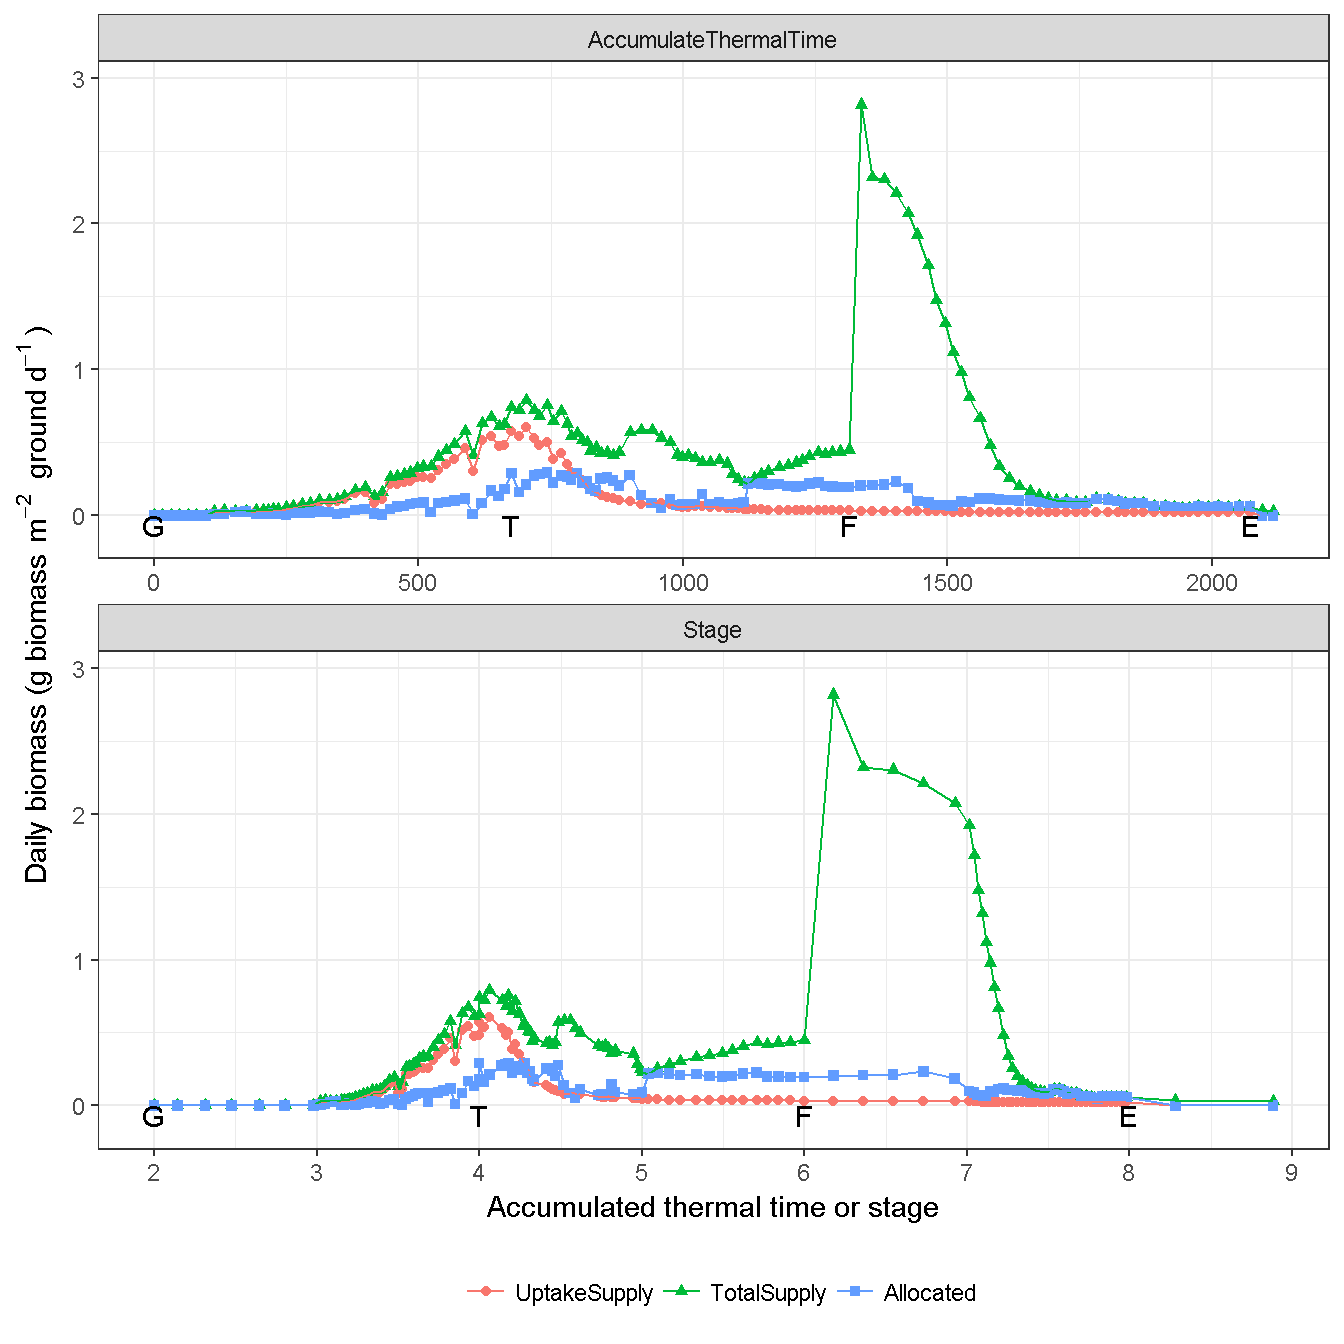 AccumulateThermalTime
3
2
1
0
G T F E
0 500 1000 1500 2000
Stage
3
2
1
0
G T F E
2 3 4 5 6 7 8 9
Daily biomass (g biomass m−2 ground d−1 )
Accumulated thermal time or stage
UptakeSupply TotalSupply Allocated